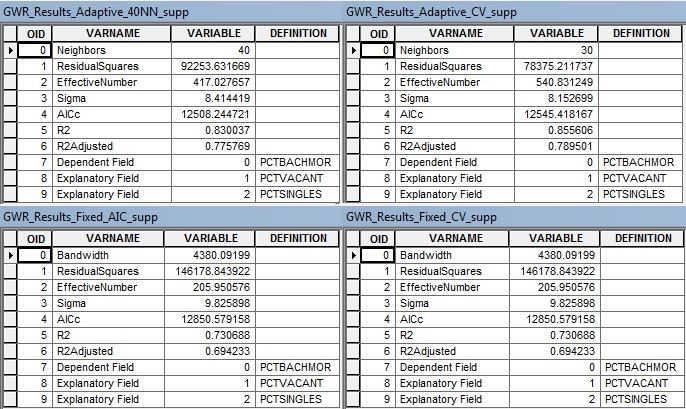 GWR_Results_Adaptive_40NN_supp
OID VARNAME VARIABLE DEFINITION
0 Neighbors 40
1 ResidualSquares 92253.631669
2 EffectiveNumber 417.027657
3 Sigma 8.414419
4 AICc 12508.244721
5 R2 0.830037
6 R2Adjusted 0.775769
7 Dependent Field 0 PCTBACHMOR
8 Explanatory Field 1 PCTVACANT
9 Explanatory Field 2 PCTSINGLES
GWR_Results_Adaptive_CV_supp
OID VARNAME VARIABLE DEFINITION
0 Neighbors 30
1 ResidualSquares 78375.211737
2 EffectiveNumber 540.831249
3 Sigma 8.152699
4 AICc 12545.418167
5 R2 0.855606
6 R2Adjusted 0.789501
7 Dependent Field 0 PCTBACHMOR
8 Explanatory Field 1 PCTVACANT
9 Explanatory Field 2 PCTSINGLES
GWR_Results_Fixed_AIC_supp
OID VARNAME VARIABLE DEFINITION
0 Bandwidth 4380.09199
1 ResidualSquares 146178.843922
2 EffectiveNumber 205.950576
3 Sigma 9.825898
4 AICc 12850.579158
5 R2 0.730688
6 R2Adjusted 0.694233
7 Dependent Field 0 PCTBACHMOR
8 Explanatory Field 1 PCTVACANT
9 Explanatory Field 2 PCTSINGLES
GWR_Results_Fixed_CV_supp
OID VARNAME VARIABLE DEFINITION
0 Bandwidth 4380.09199
1 ResidualSquares 146178.843922
2 EffectiveNumber 205.950576
3 Sigma 9.825898
4 AICc 12850.579158
5 R2 0.730688
6 R2Adjusted 0.694233
7 Dependent Field 0 PCTBACHMOR
8 Explanatory Field 1 PCTVACANT
9 Explanatory Field 2 PCTSINGLES